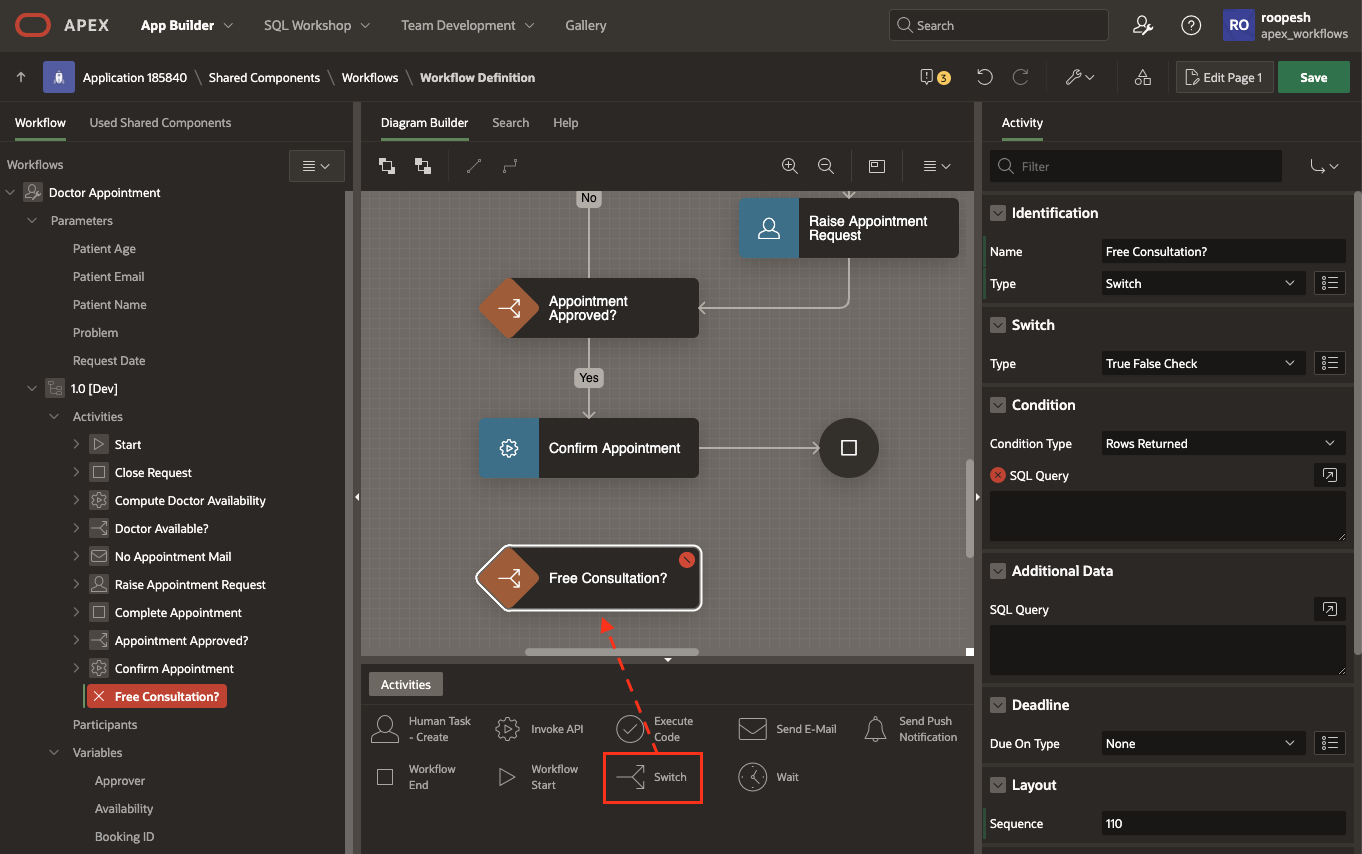 APEX
App Builder
SQL Workshop
Team Development
Gallery
Search
RO
roopesh
apex_workflows
Application 185840 \ Shared Components \ Workflows \ Workflow Definition
3
Edit Page 1
Save
Workflow
Used Shared Components
Workflows
Doctor Appointment
Parameters
Patient Age
Patient Email
Patient Name
Problem
Request Date
1.0 [Dev]
Activities
Start
Close Request
Compute Doctor Availability
Doctor Available?
No Appointment Mail
Raise Appointment Request
Complete Appointment
Appointment Approved?
Confirm Appointment
Free Consultation?
Participants
Variables
Approver
Availability
Booking ID
Diagram Builder
Search
Help
No
Raise Appointment
Request
Appointment
Approved?
Yes
Confirm Appointment
Free Consultation?
Activities
Human Task
- Create
Invoke API
Execute
Code
Send E-Mail
Send Push
Notification
Workflow
End
Workflow
Start
Switch
Wait
Activity
Filter
Identification
Name
Free Consultation?
Type
Switch
Switch
Type
True False Check
Condition
Condition Type
Rows Returned
SQL Query
Additional Data
SQL Query
Deadline
Due On Type
None
Layout
Sequence
110